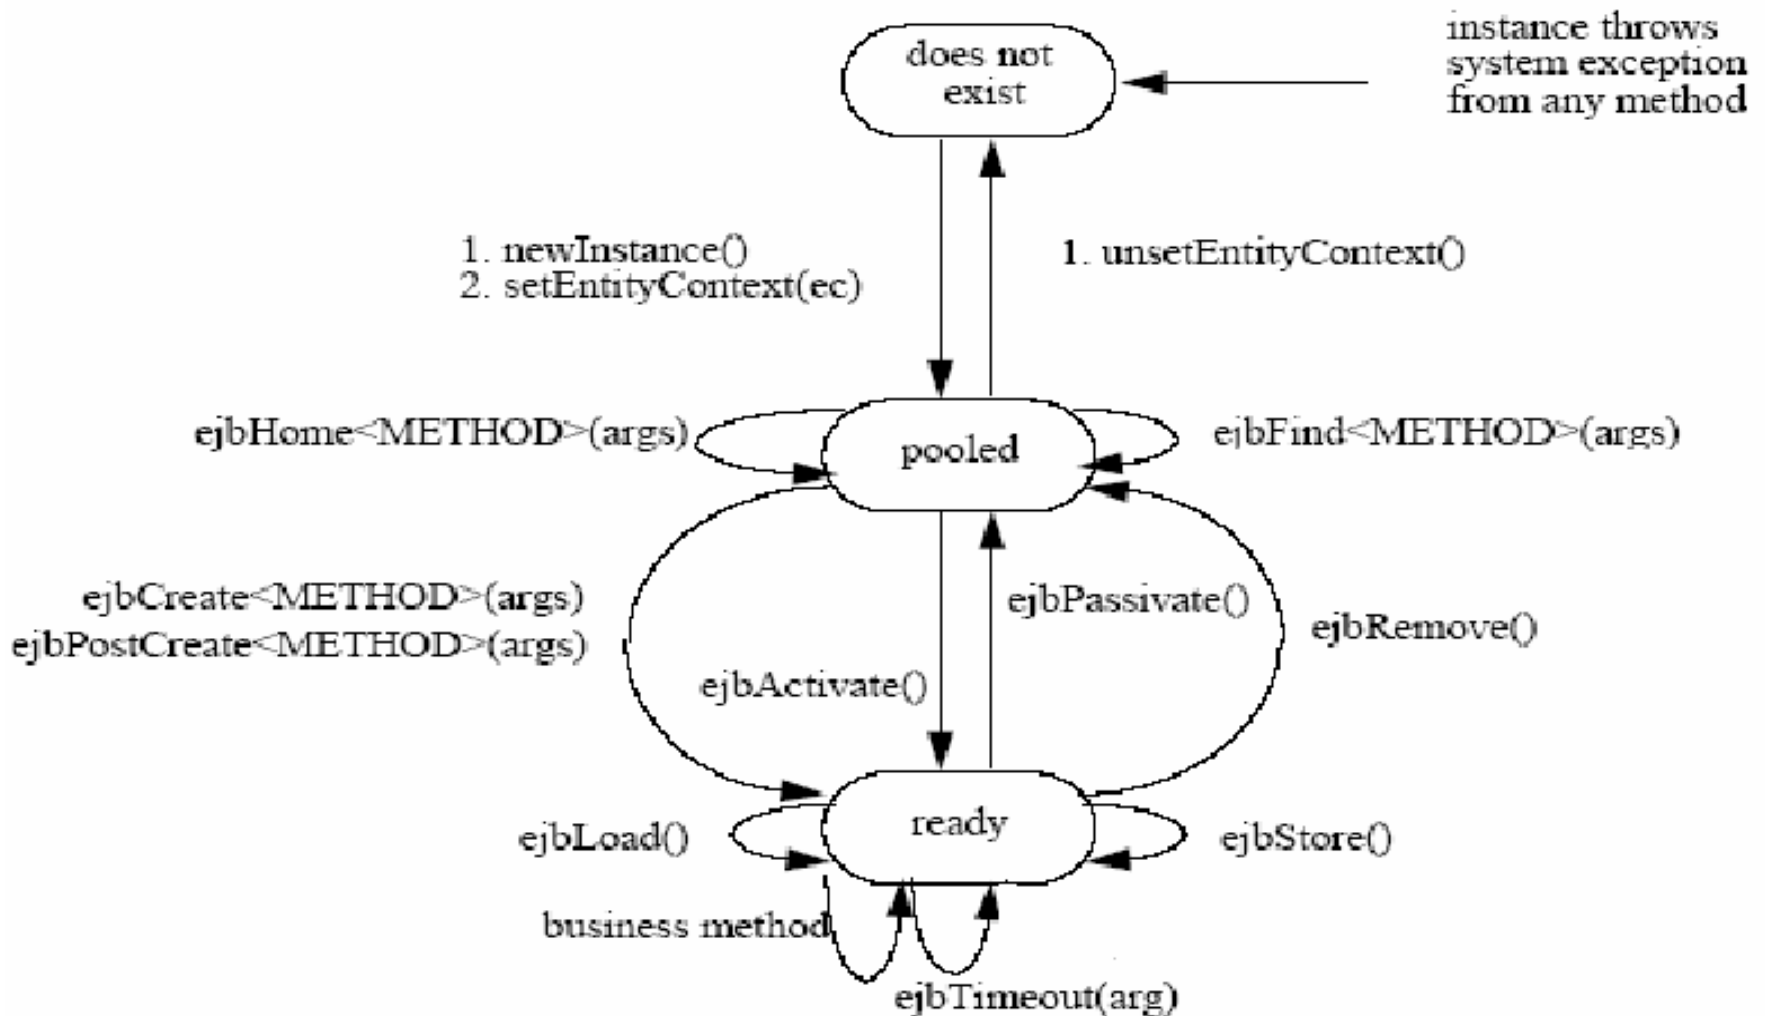 does not
exist
instance throws
system exception
from any method
1. newInstance()
2. setEntityContext(ec)
1. unsetEntityContext()
ejbHome<METHOD>(args)
pooled
ejbFind<METHOD>(args)
ejbCreate<METHOD>(args)
ejbPostCreate<METHOD>(args)
ejbPassivate()
ejbRemove()
ejbActivate()
ready
ejbLoad()
ejbStore()
business method
ejbTimeout(arg)